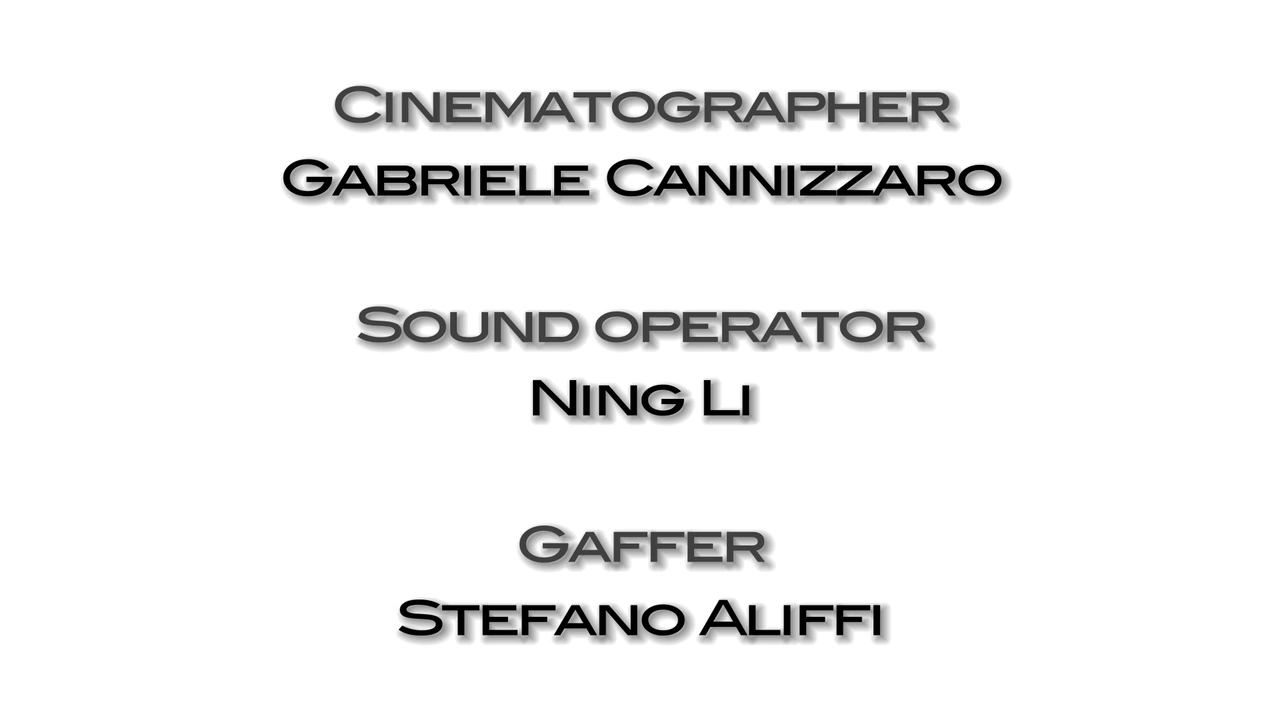 Cinematographer
Gabriele Cannizzaro
Sound operator
Ning Li
Gaffer
Stefano Aliffi